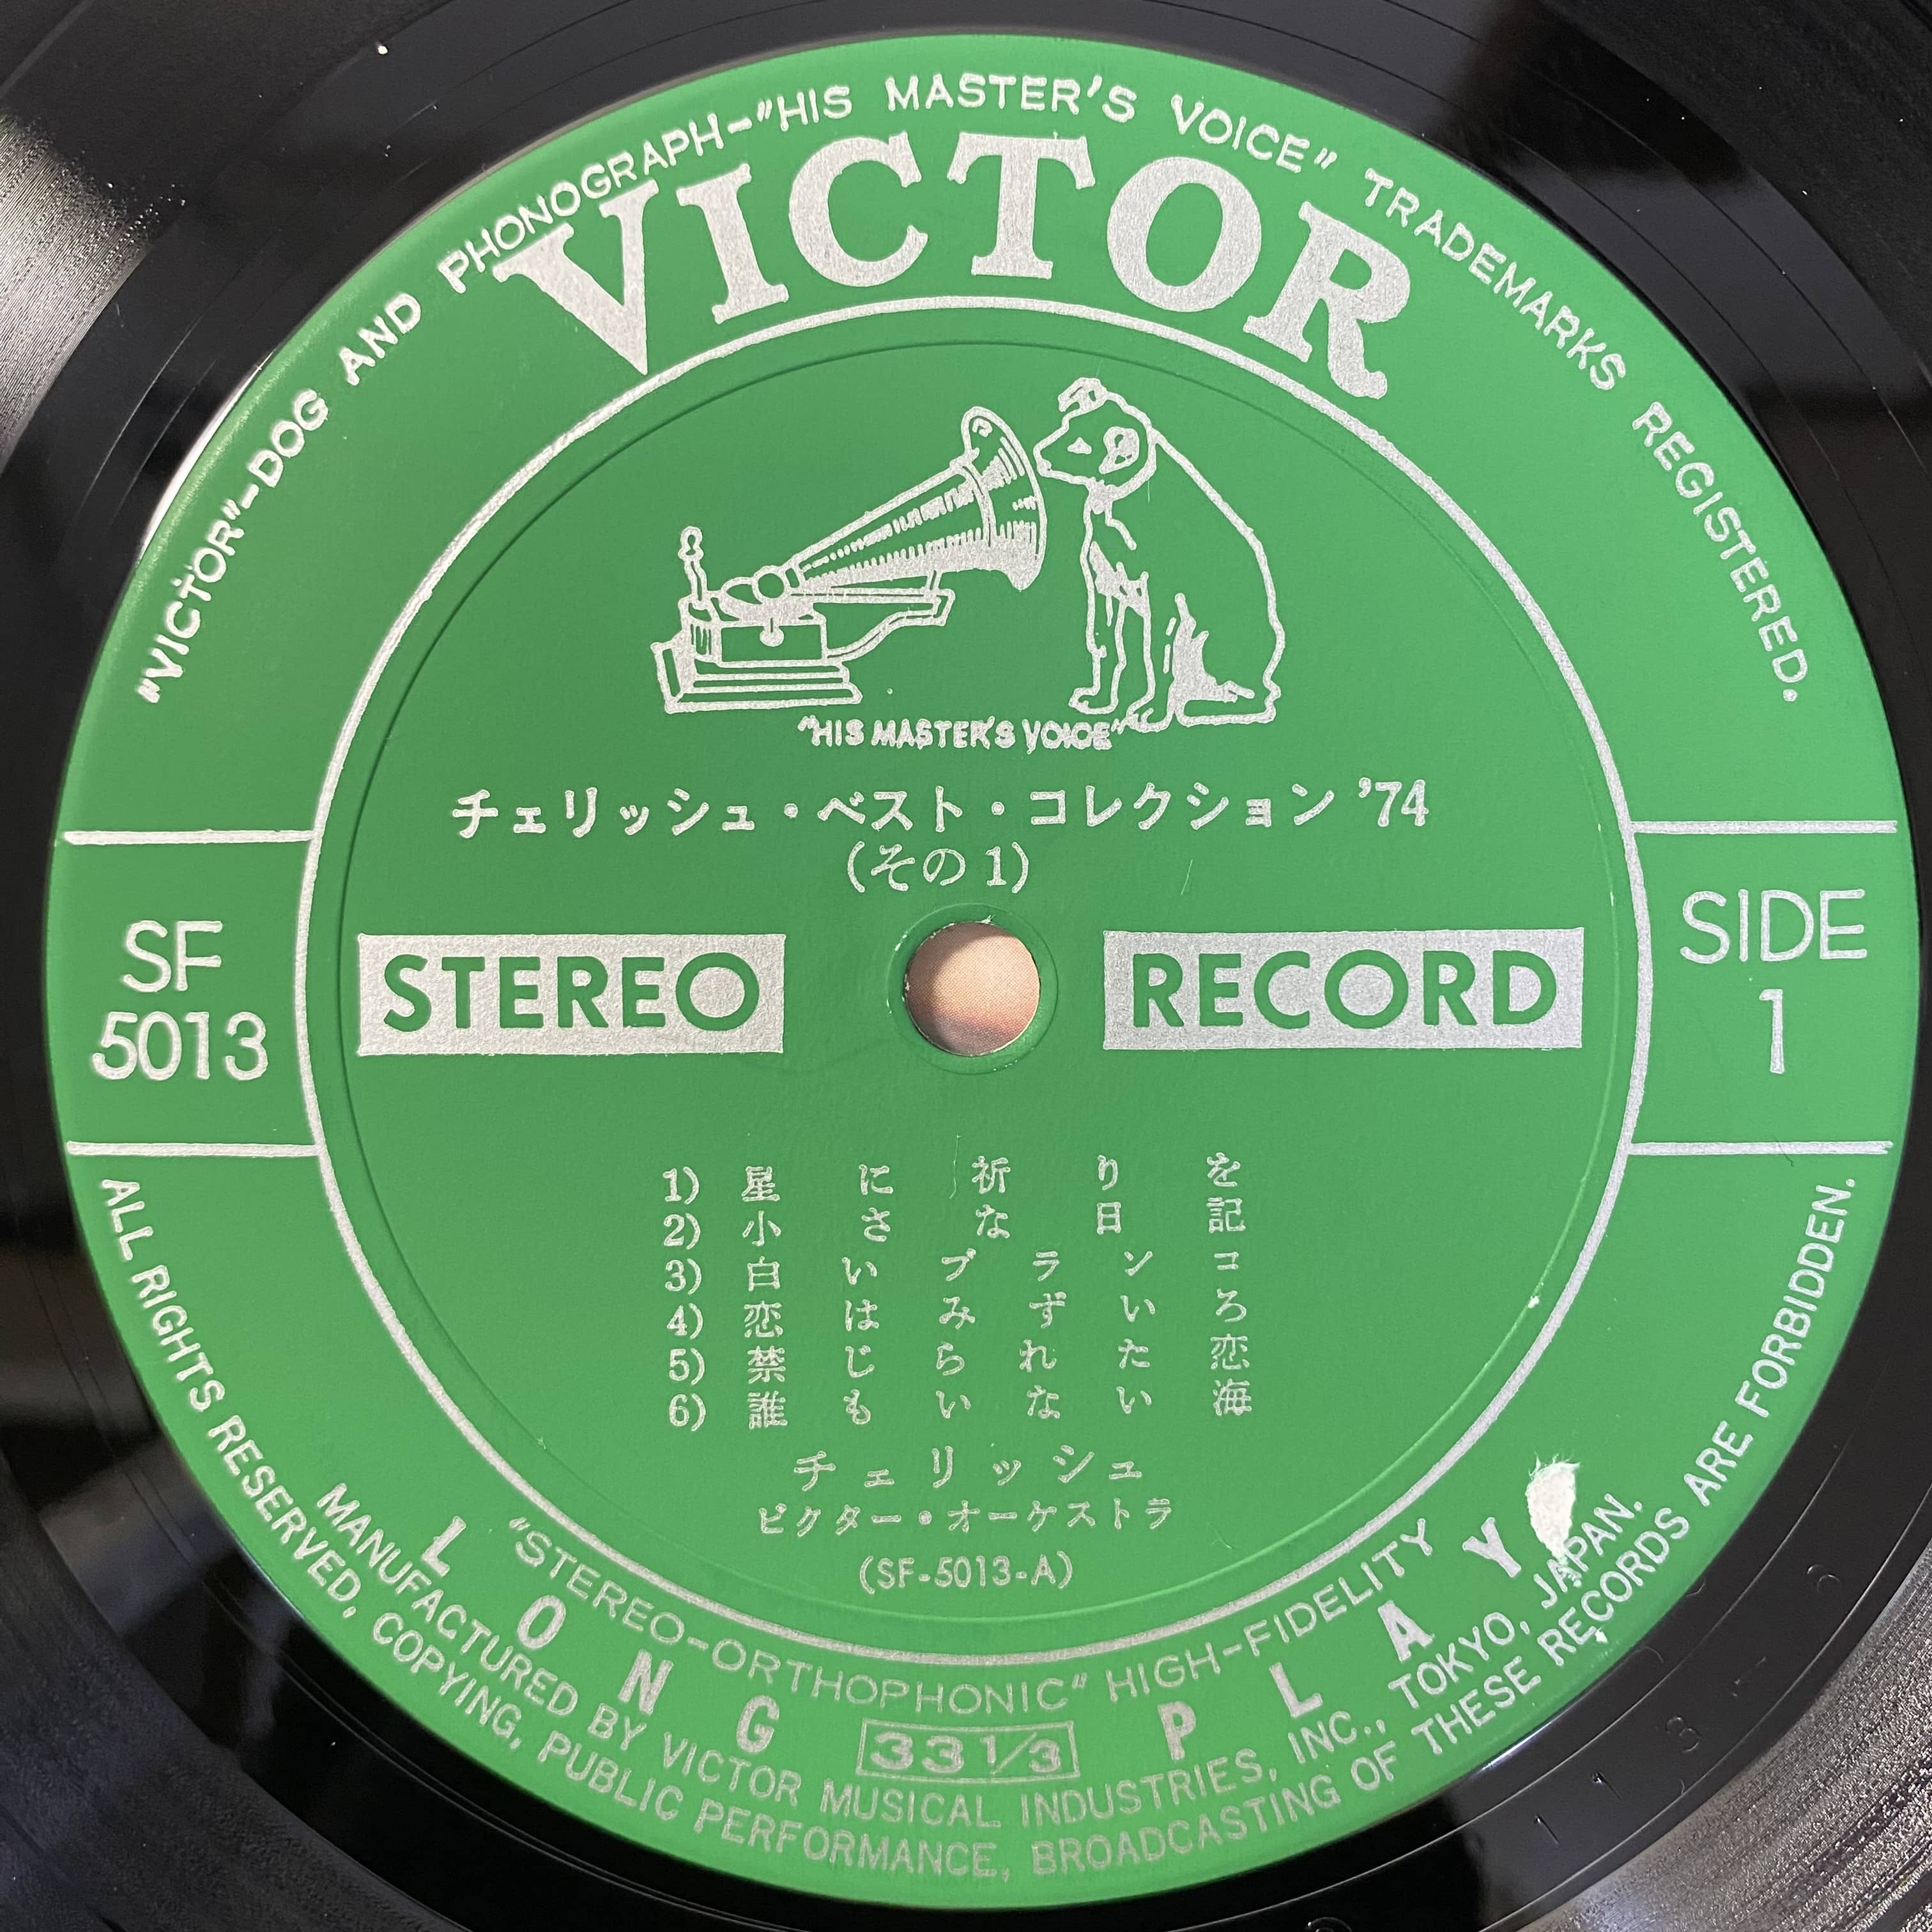 "VICTOR"-DOG AND PHONOGRAPH-"HIS MASTER'S VOICE" TRADEMARKS REGISTERED.
VICTOR
"HIS MASTER'S VOICE"
チェリッシュ・ベスト・コレクション '74
(その1)
SF
5013
STEREO
RECORD
SIDE
1
1) 星に祈りを
2) 小さな日記
3) 白いブランコ
4) 恋はみずいろ
5) 禁じられた恋
6) 誰もいない海
チェリッシュ
ビクター・オーケストラ
(SF-5013-A)
"STEREO-ORTHOPHONIC" HIGH-FIDELITY
LONG PLAY
33 1/3
MANUFACTURED BY VICTOR MUSICAL INDUSTRIES, INC., TOKYO, JAPAN.
ALL RIGHTS RESERVED, COPYING, PUBLIC PERFORMANCE, BROADCASTING OF THESE RECORDS ARE FORBIDDEN.